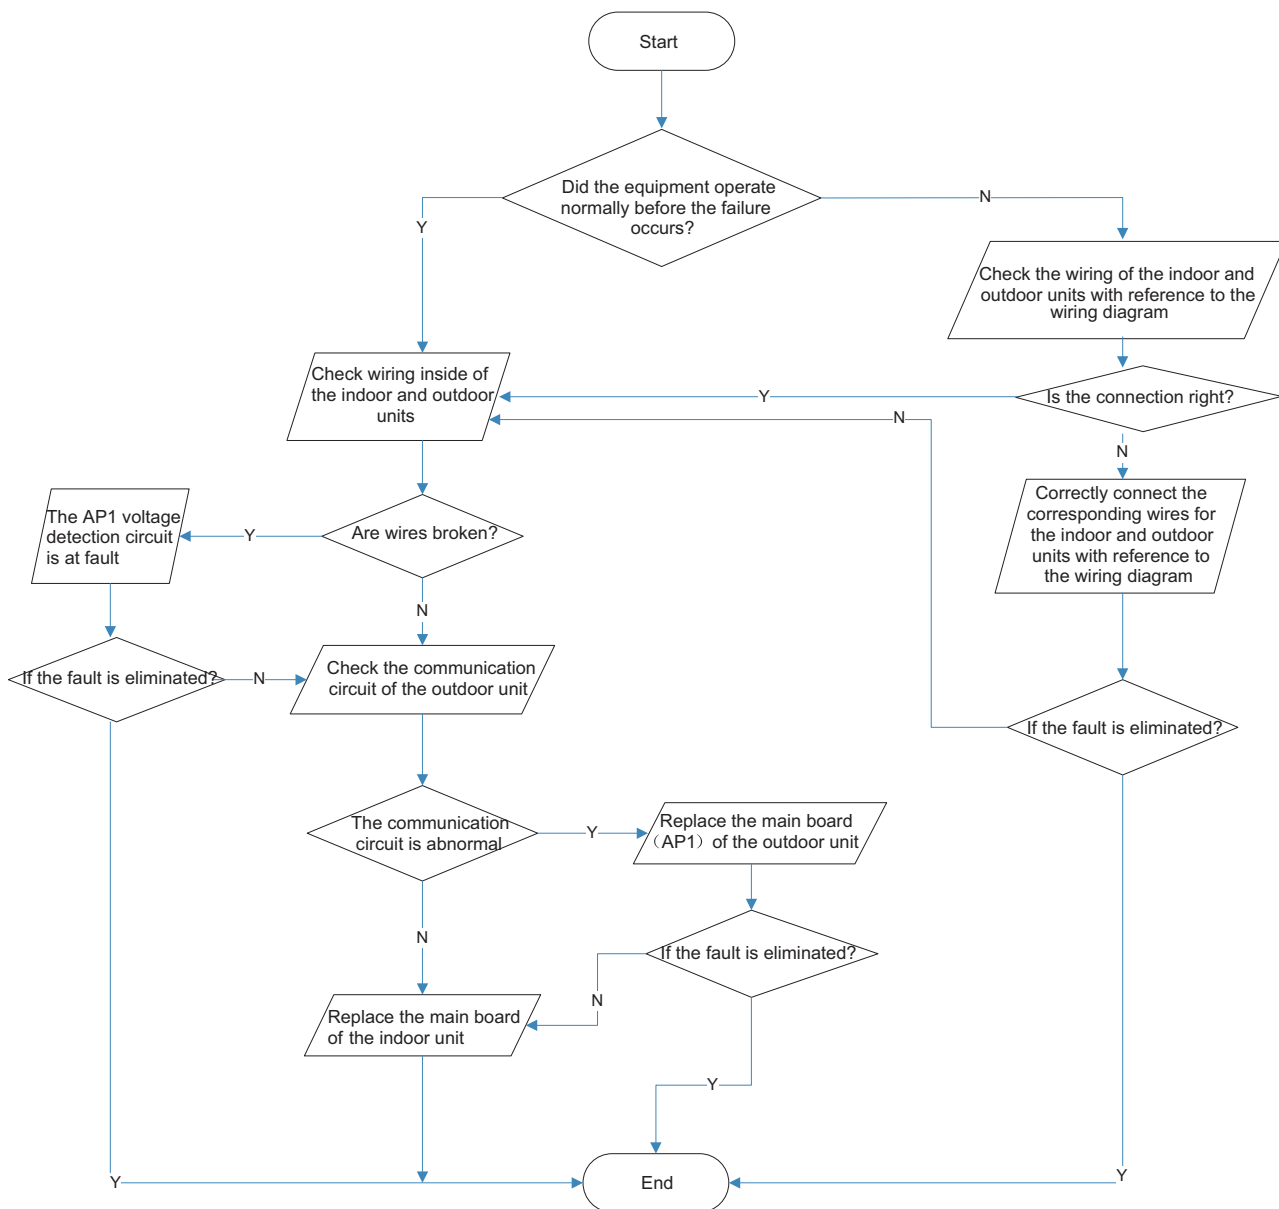 Start
Did the equipment operate
normally before the failure
occurs?
Y
N
Check the wiring of the indoor and
outdoor units with reference to the
wiring diagram
Check wiring inside of
the indoor and outdoor
units
Y
Is the connection right?
N
N
The AP1 voltage
detection circuit
is at fault
Y
Are wires broken?
Correctly connect the
corresponding wires for
the indoor and outdoor
units with reference to
the wiring diagram
N
If the fault is eliminated?
N
Check the communication
circuit of the outdoor unit
If the fault is eliminated?
The communication
circuit is abnormal
Y
Replace the main board
（AP1）of the outdoor unit
N
If the fault is eliminated?
N
Replace the main board
of the indoor unit
Y
Y
End
Y